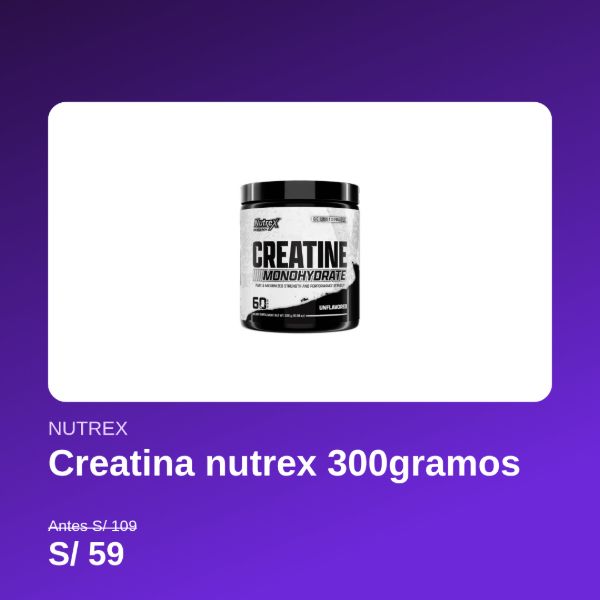 Nutrex
CREATINE
MONOHYDRATE
60
UNFLAVORED
NUTREX
Creatina nutrex 300gramos
Antes S/ 109
S/ 59